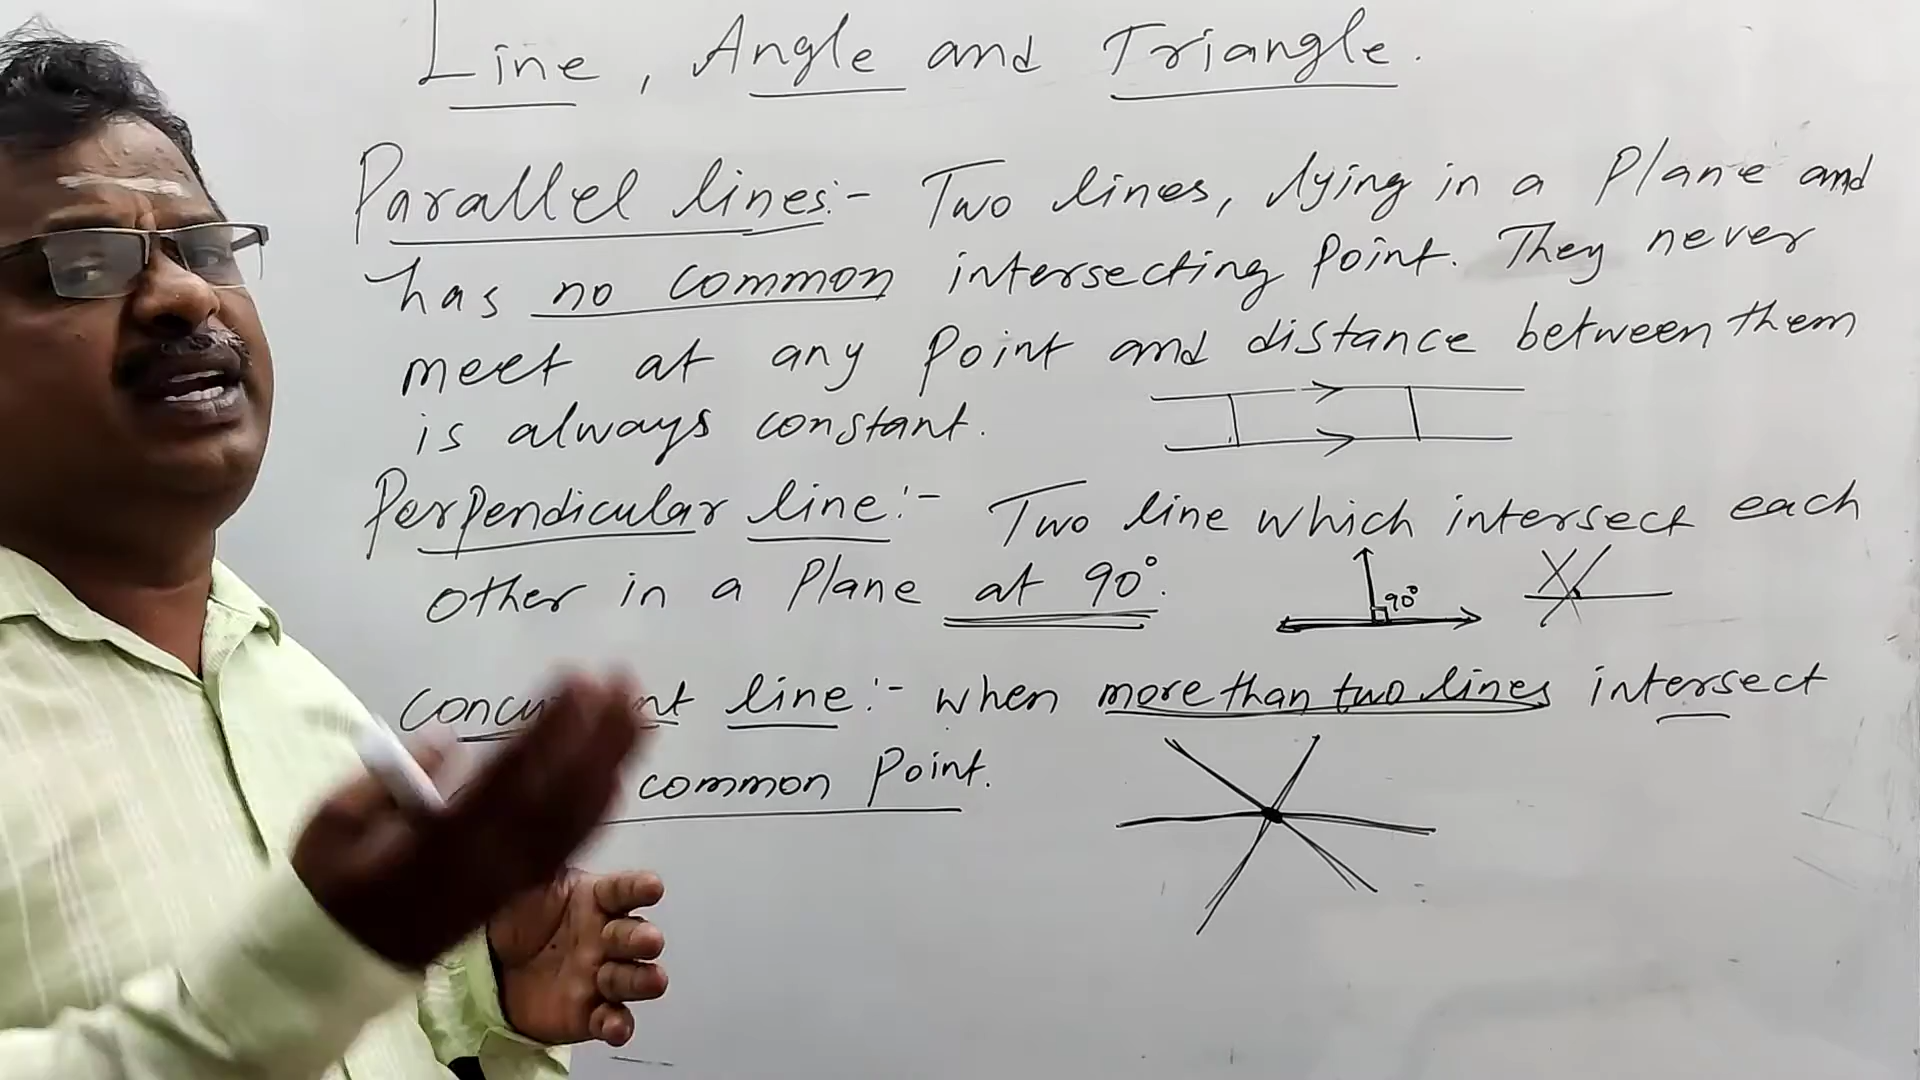 Line, Angle and Triangle.
Parallel lines:- Two lines, lying in a Plane and
has no common intersecting Point. They never
meet at any Point and distance between them
is always constant.
Perpendicular line:- Two line which intersect each
other in a Plane at 90°.
90°
line:- when more than two lines intersect
common Point.